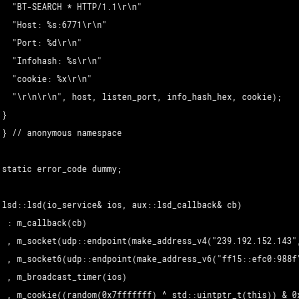 "BT-SEARCH * HTTP/1.1\r\n"
"Host: %s:6771\r\n"
"Port: %d\r\n"
"Infohash: %s\r\n"
"cookie: %x\r\n"
"\r\n\r\n", host, listen_port, info_hash_hex, cookie);
}
} // anonymous namespace
static error_code dummy;
lsd::lsd(io_service& ios, aux::lsd_callback& cb)
: m_callback(cb)
, m_socket(udp::endpoint(make_address_v4("239.192.152.143"
, m_socket6(udp::endpoint(make_address_v6("ff15::efc0:988f"
, m_broadcast_timer(ios)
, m_cookie((random(0x7fffffff) ^ std::uintptr_t(this)) & 0x